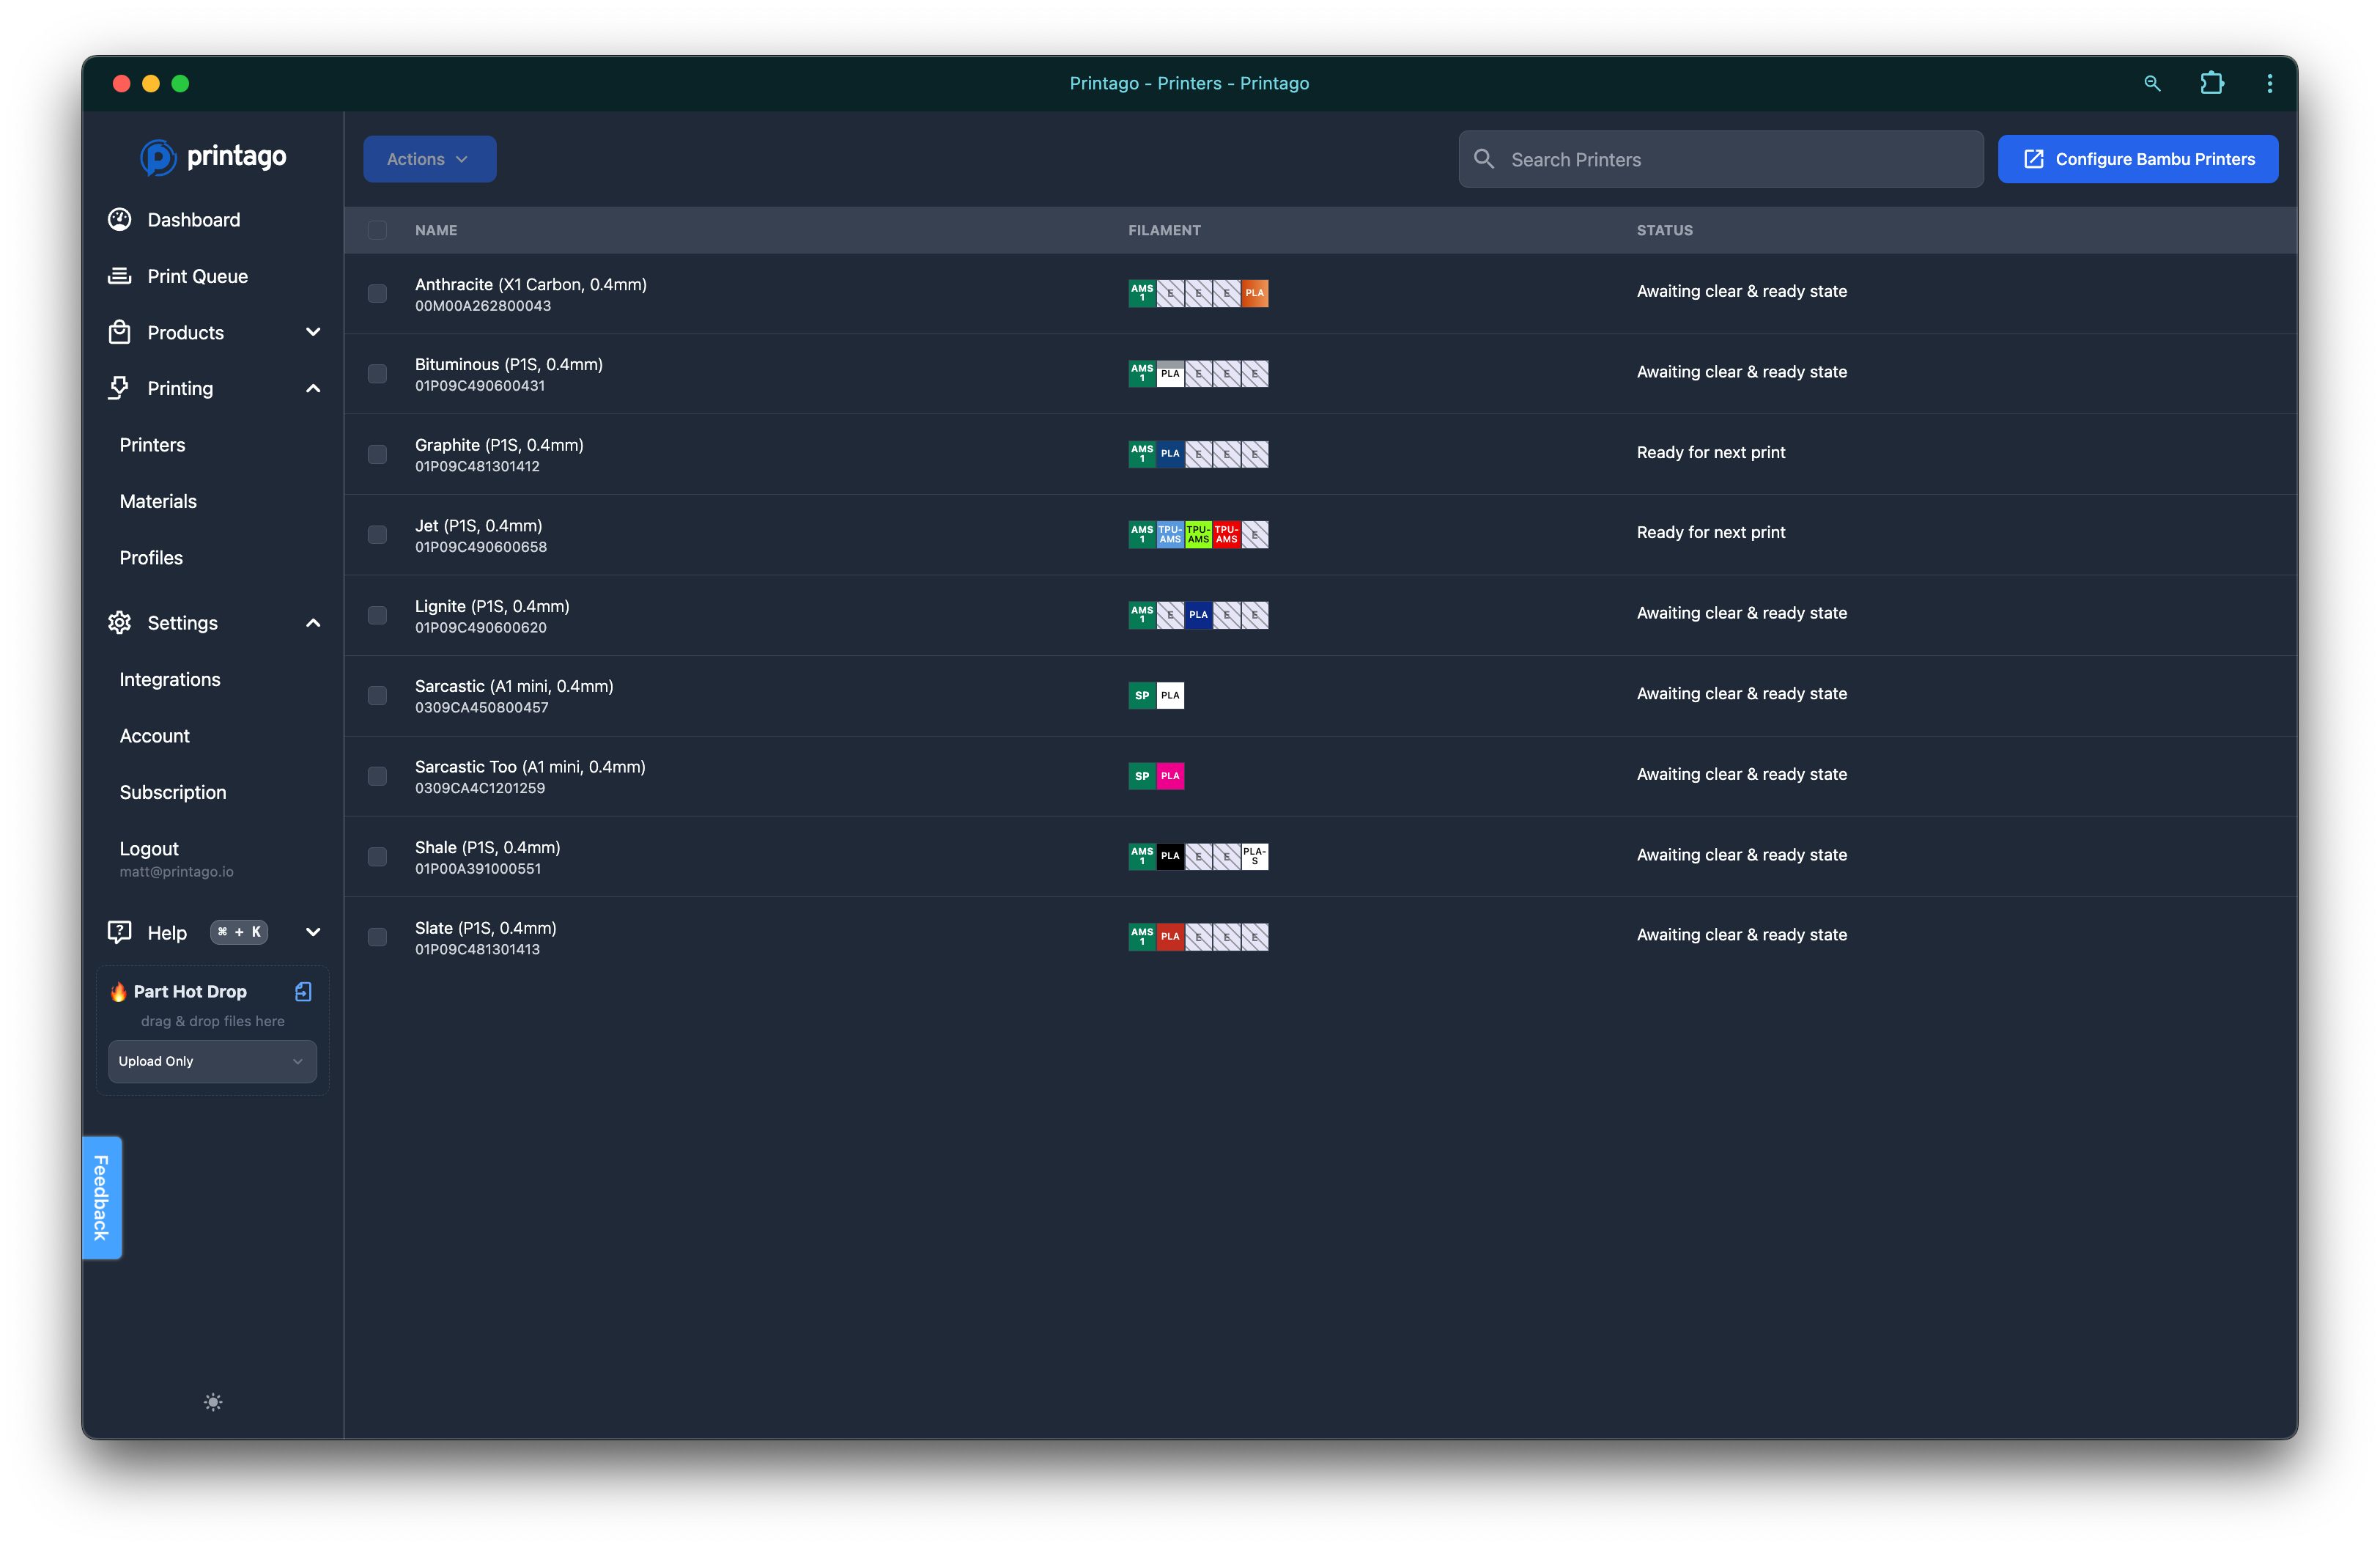 Printago - Printers - Printago
printago
Dashboard
Print Queue
Products
Printing
Printers
Materials
Profiles
Settings
Integrations
Account
Subscription
Logout
matt@printago.io
Help ⌘ + K
🔥 Part Hot Drop
drag & drop files here
Upload Only
Feedback
Actions
Search Printers
Configure Bambu Printers
NAME FILAMENT STATUS
Anthracite (X1 Carbon, 0.4mm)
00M00A262800043
AMS 1 E E E PLA
Awaiting clear & ready state
Bituminous (P1S, 0.4mm)
01P09C490600431
AMS 1 PLA E E E
Awaiting clear & ready state
Graphite (P1S, 0.4mm)
01P09C481301412
AMS 1 PLA E E E
Ready for next print
Jet (P1S, 0.4mm)
01P09C490600658
AMS 1 TPU-AMS TPU-AMS TPU-AMS E
Ready for next print
Lignite (P1S, 0.4mm)
01P09C490600620
AMS 1 E PLA E E
Awaiting clear & ready state
Sarcastic (A1 mini, 0.4mm)
0309CA450800457
SP PLA
Awaiting clear & ready state
Sarcastic Too (A1 mini, 0.4mm)
0309CA4C1201259
SP PLA
Awaiting clear & ready state
Shale (P1S, 0.4mm)
01P00A391000551
AMS 1 PLA E E PLA-S
Awaiting clear & ready state
Slate (P1S, 0.4mm)
01P09C481301413
AMS 1 PLA E E E
Awaiting clear & ready state